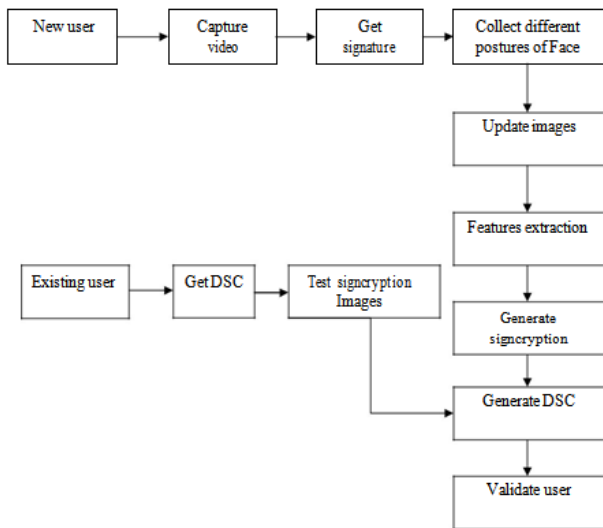 New user
Capture
video
Get
signature
Collect different
postures of Face
Update images
Features extraction
Existing user
Get DSC
Test signcryption
Images
Generate
signcryption
Generate DSC
Validate user